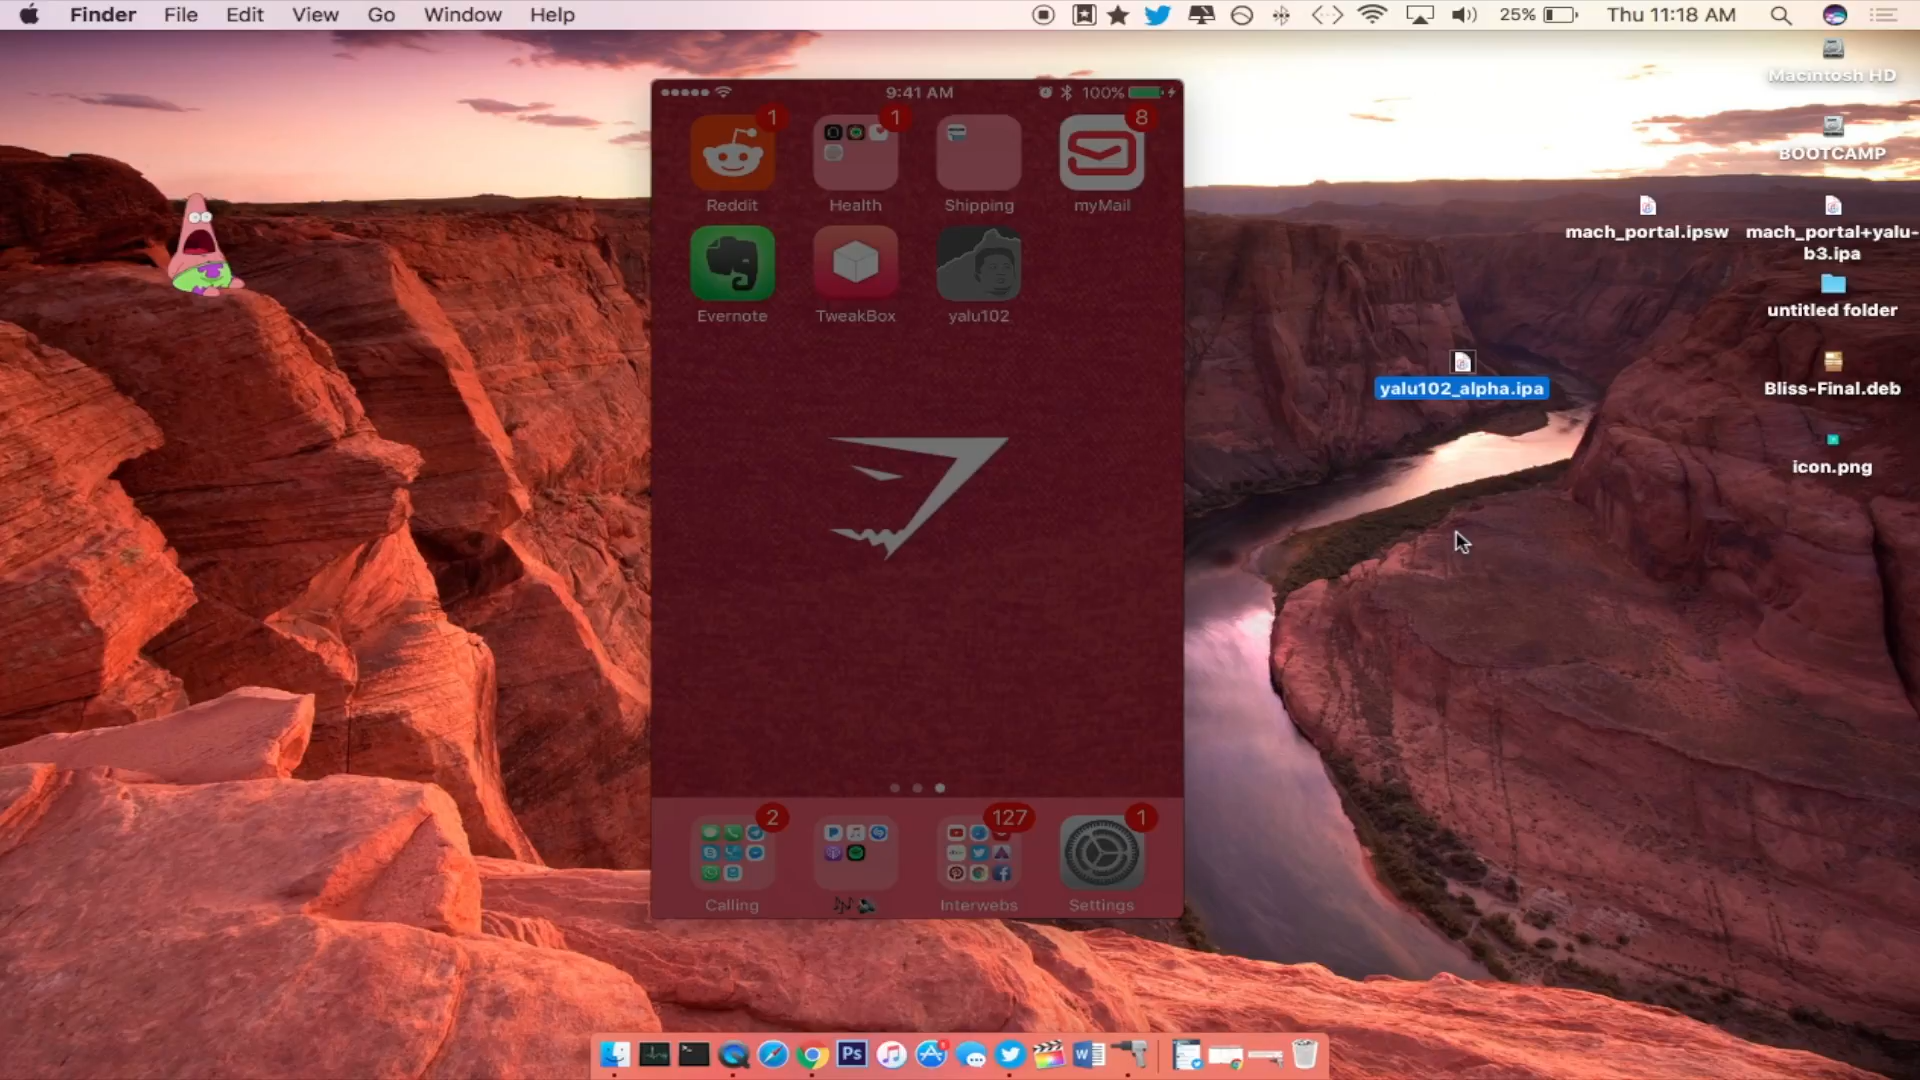 Finder File Edit View Go Window Help 25% Thu 11:18 AM
Macintosh HD
BOOTCAMP
mach_portal.ipsw
mach_portal+yalu-
b3.ipa
untitled folder
yalu102_alpha.ipa
Bliss-Final.deb
icon.png
9:41 AM 100%
1 1 8
Reddit Health Shipping myMail
Evernote TweakBox yalu102
2 127 1
Calling Interwebs Settings
Ps
W